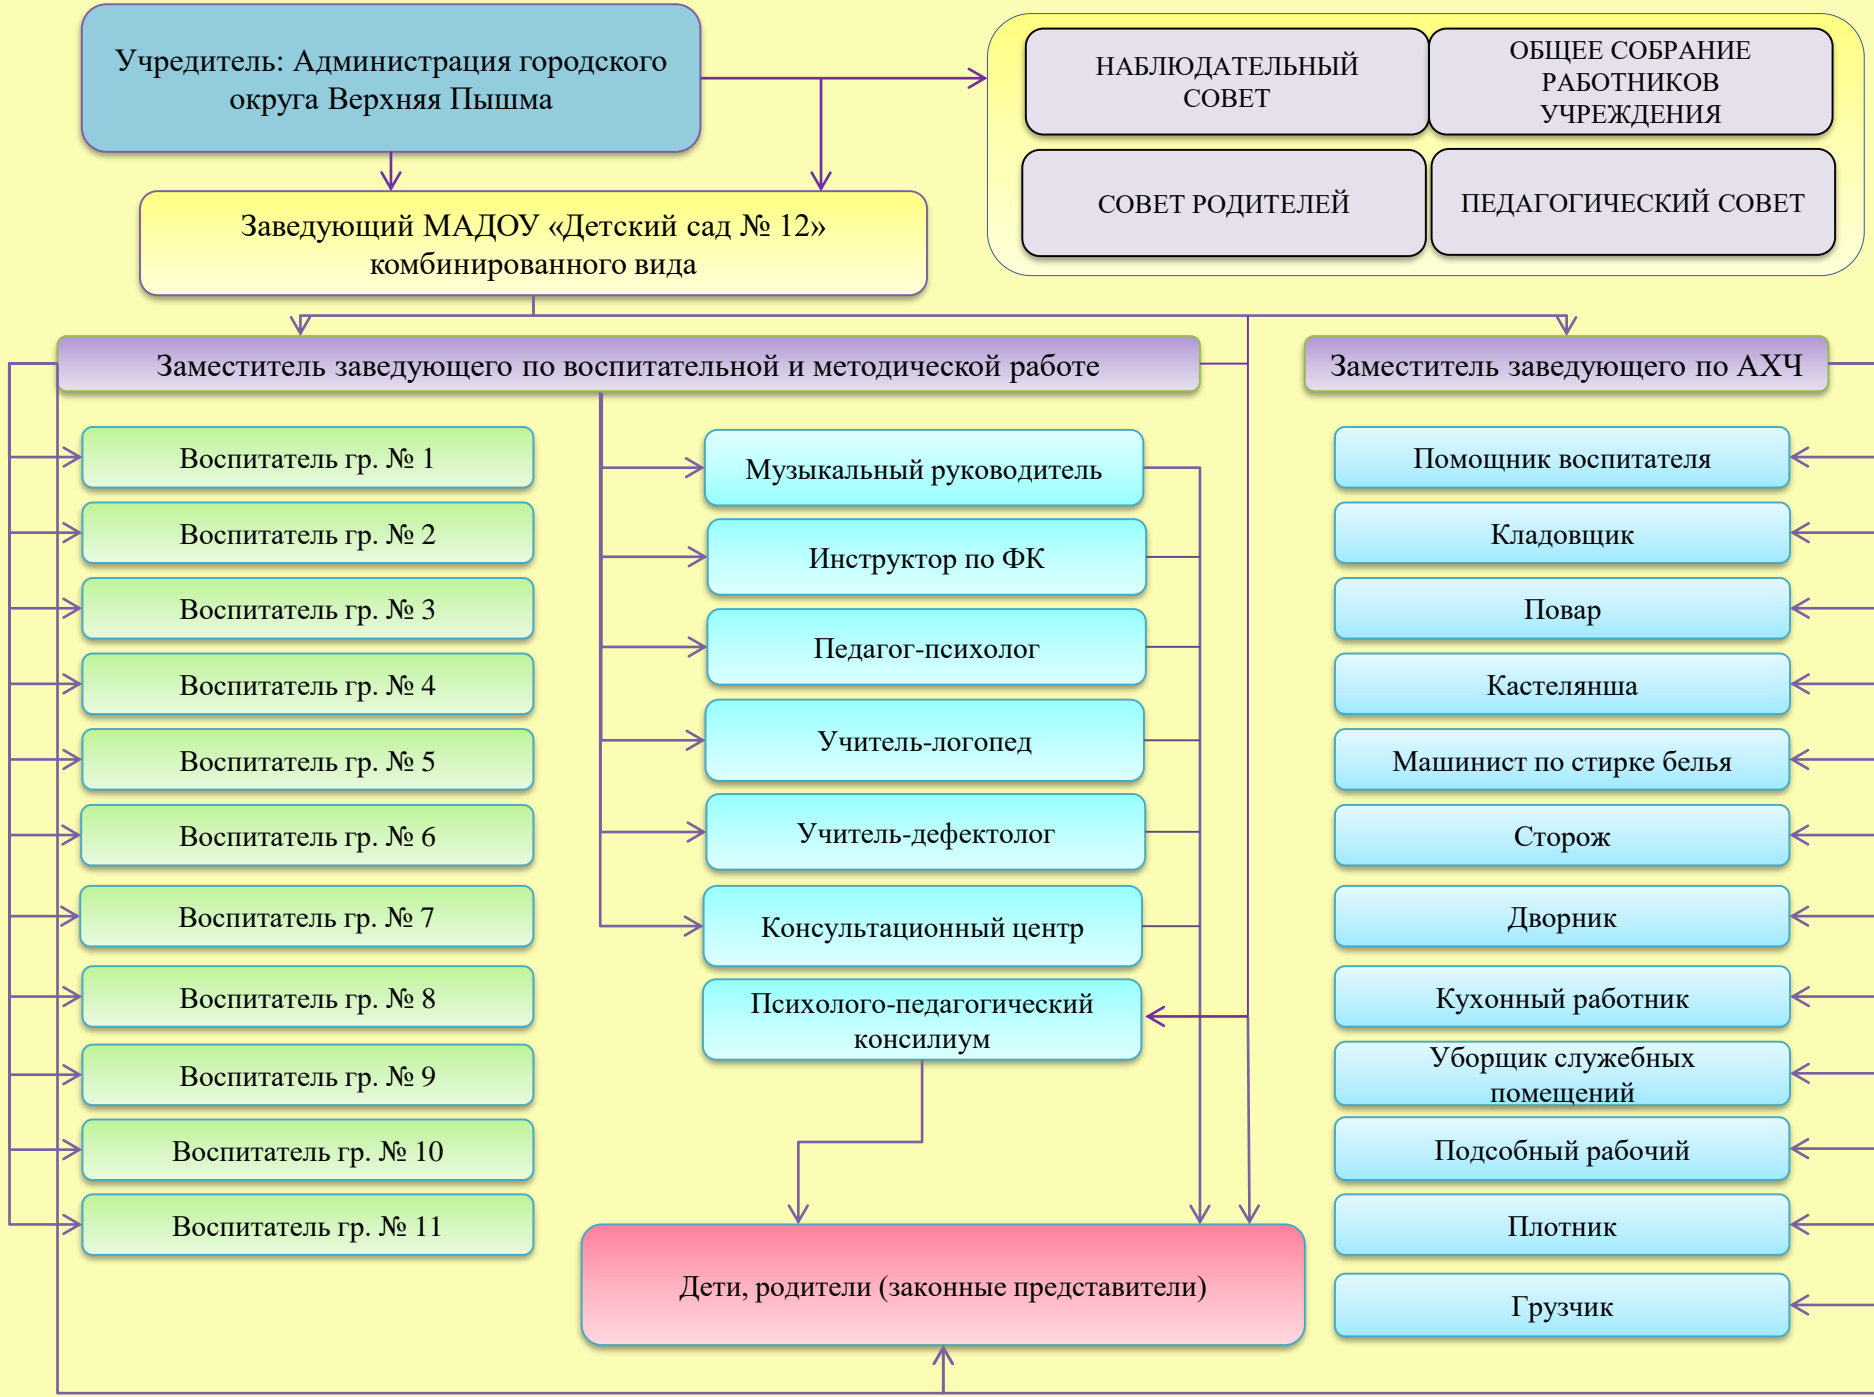 Учредитель: Администрация городского
округа Верхняя Пышма
НАБЛЮДАТЕЛЬНЫЙ
СОВЕТ
ОБЩЕЕ СОБРАНИЕ
РАБОТНИКОВ
УЧРЕЖДЕНИЯ
СОВЕТ РОДИТЕЛЕЙ
ПЕДАГОГИЧЕСКИЙ СОВЕТ
Заведующий МАДОУ «Детский сад № 12»
комбинированного вида
Заместитель заведующего по воспитательной и методической работе
Заместитель заведующего по АХЧ
Воспитатель гр. № 1
Воспитатель гр. № 2
Воспитатель гр. № 3
Воспитатель гр. № 4
Воспитатель гр. № 5
Воспитатель гр. № 6
Воспитатель гр. № 7
Воспитатель гр. № 8
Воспитатель гр. № 9
Воспитатель гр. № 10
Воспитатель гр. № 11
Музыкальный руководитель
Инструктор по ФК
Педагог-психолог
Учитель-логопед
Учитель-дефектолог
Консультационный центр
Психолого-педагогический
консилиум
Помощник воспитателя
Кладовщик
Повар
Кастелянша
Машинист по стирке белья
Сторож
Дворник
Кухонный работник
Уборщик служебных
помещений
Подсобный рабочий
Плотник
Грузчик
Дети, родители (законные представители)